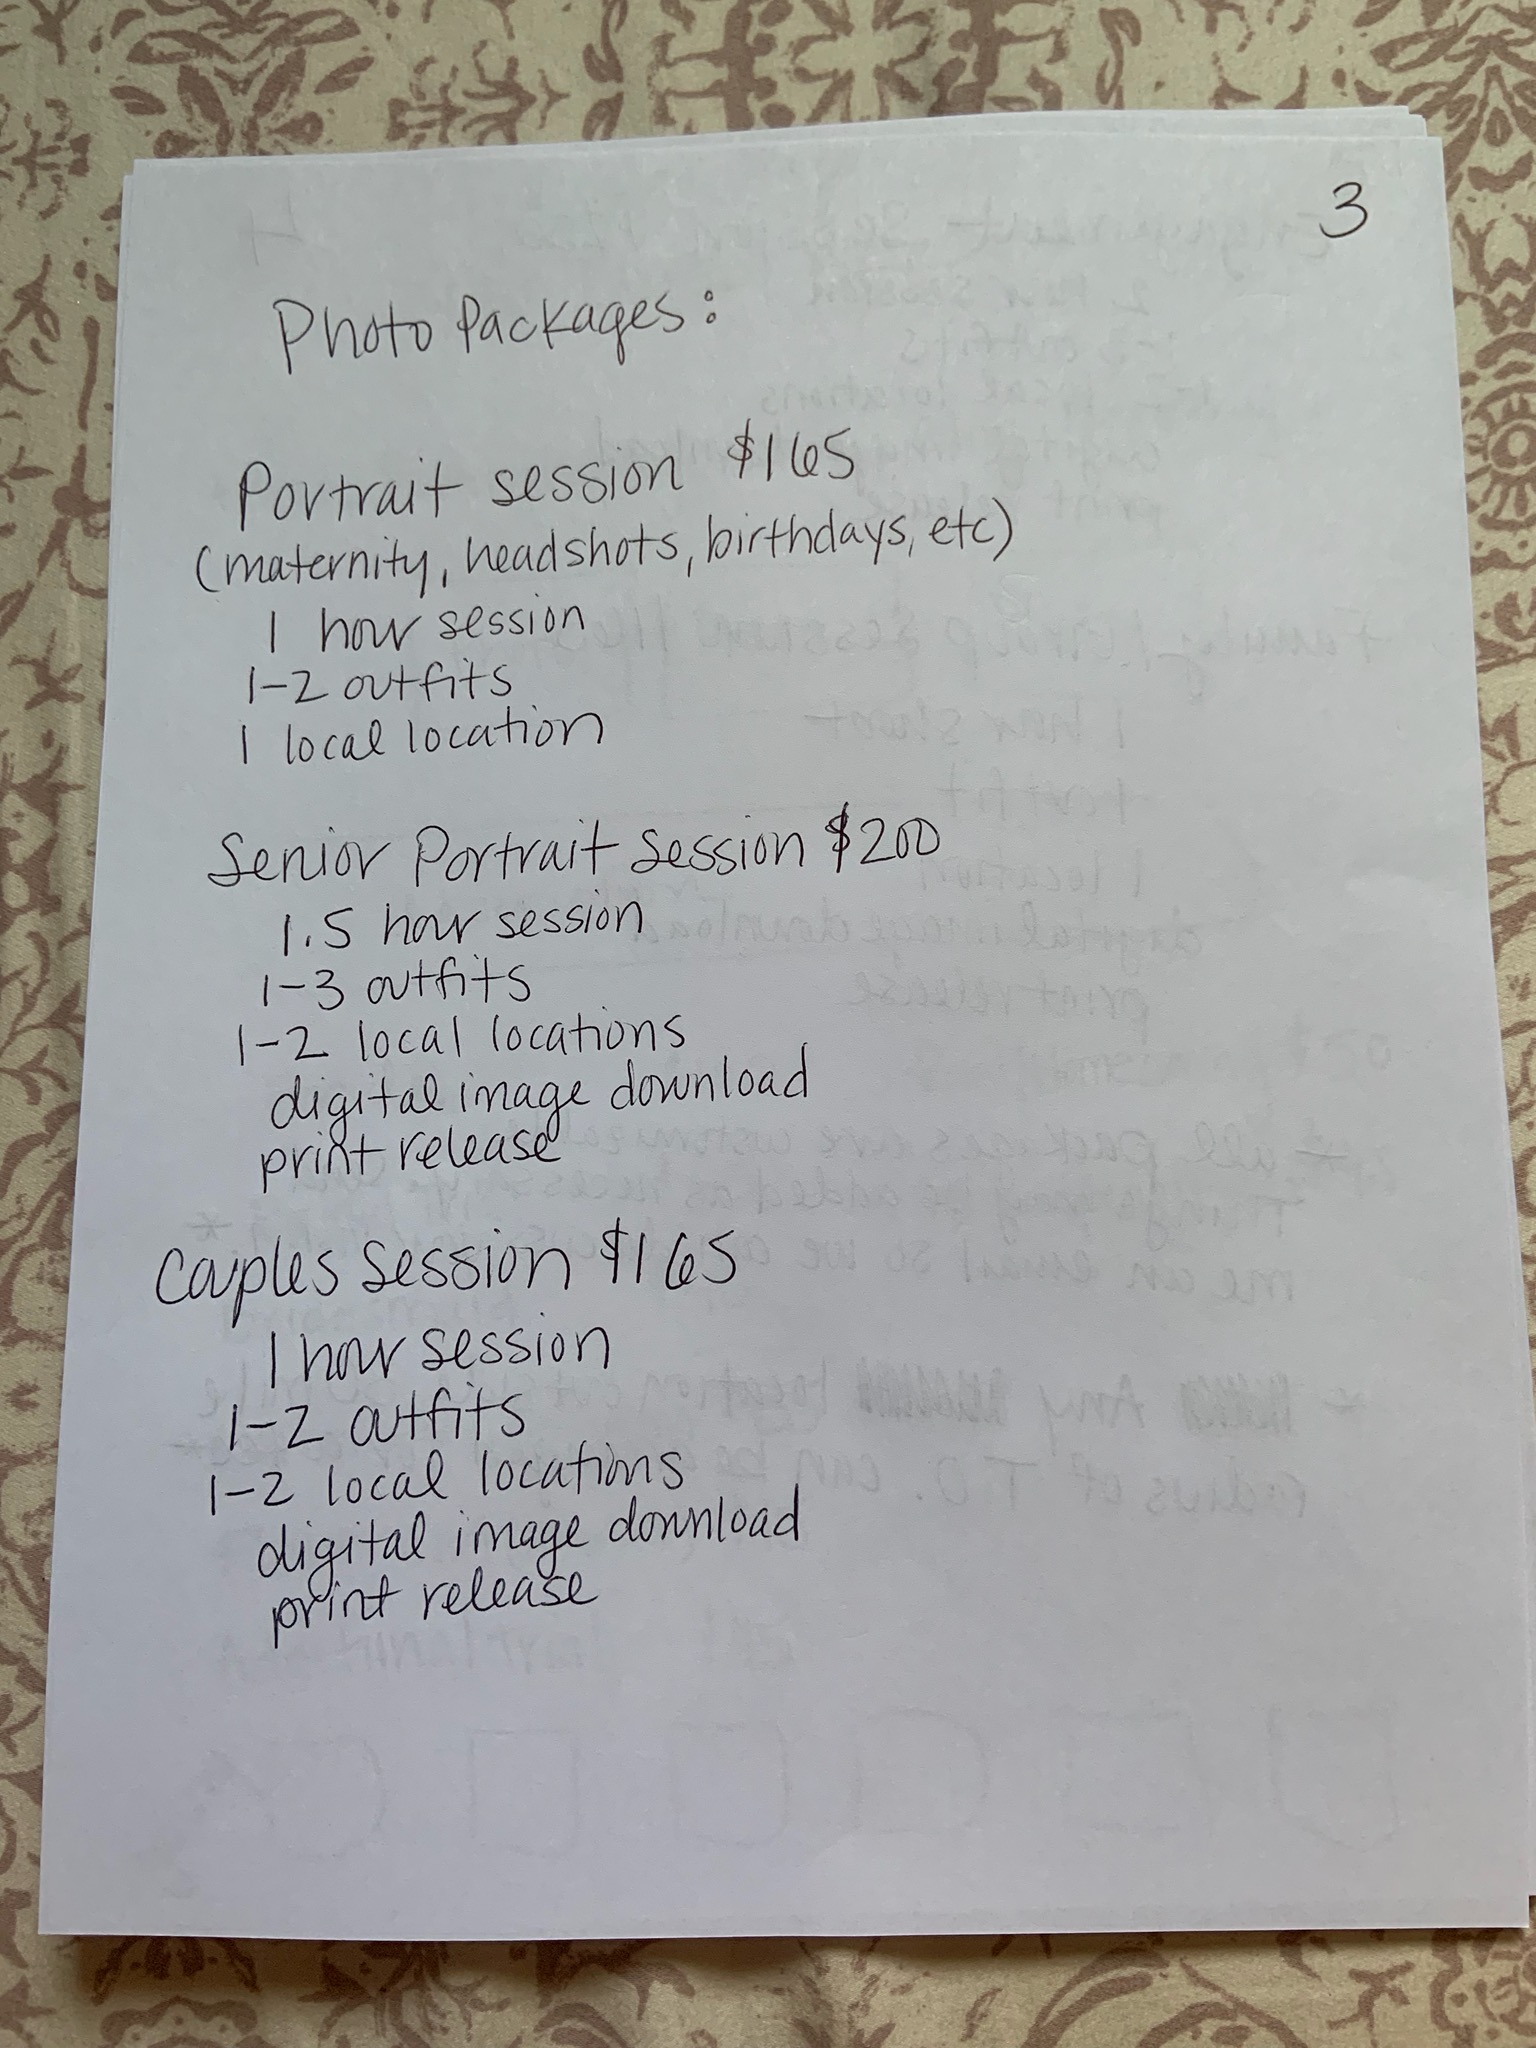 3
Photo Packages:
Portrait session $165
(maternity, headshots, birthdays, etc)
1 hour session
1-2 outfits
1 local location
Senior Portrait Session $200
1.5 hour session
1-3 outfits
1-2 local locations
digital image download
print release
Couples Session $165
1 hour session
1-2 outfits
1-2 local locations
digital image download
print release